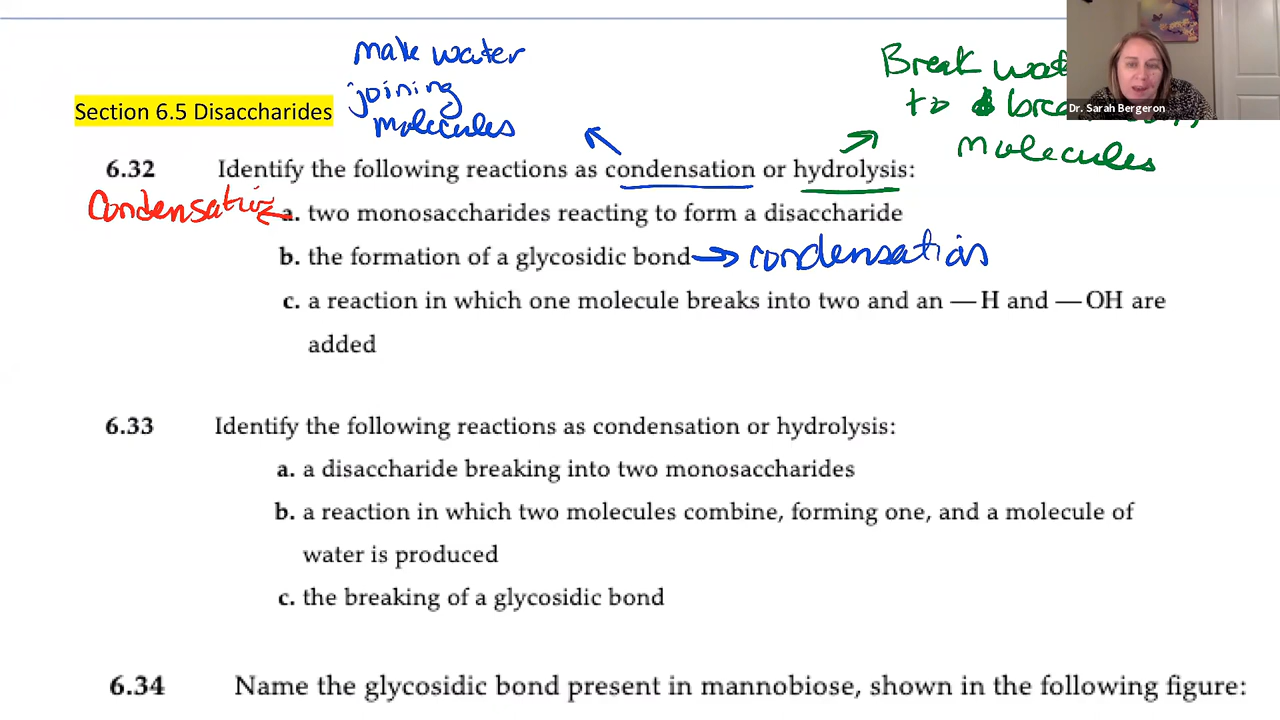 make water
joining
molecules
Break
to break
molecules
Dr. Sarah Bergeron
Section 6.5 Disaccharides
6.32 Identify the following reactions as condensation or hydrolysis:
Condensation a. two monosaccharides reacting to form a disaccharide
b. the formation of a glycosidic bond → condensation
c. a reaction in which one molecule breaks into two and an —H and —OH are
added
6.33 Identify the following reactions as condensation or hydrolysis:
a. a disaccharide breaking into two monosaccharides
b. a reaction in which two molecules combine, forming one, and a molecule of
water is produced
c. the breaking of a glycosidic bond
6.34 Name the glycosidic bond present in mannobiose, shown in the following figure: